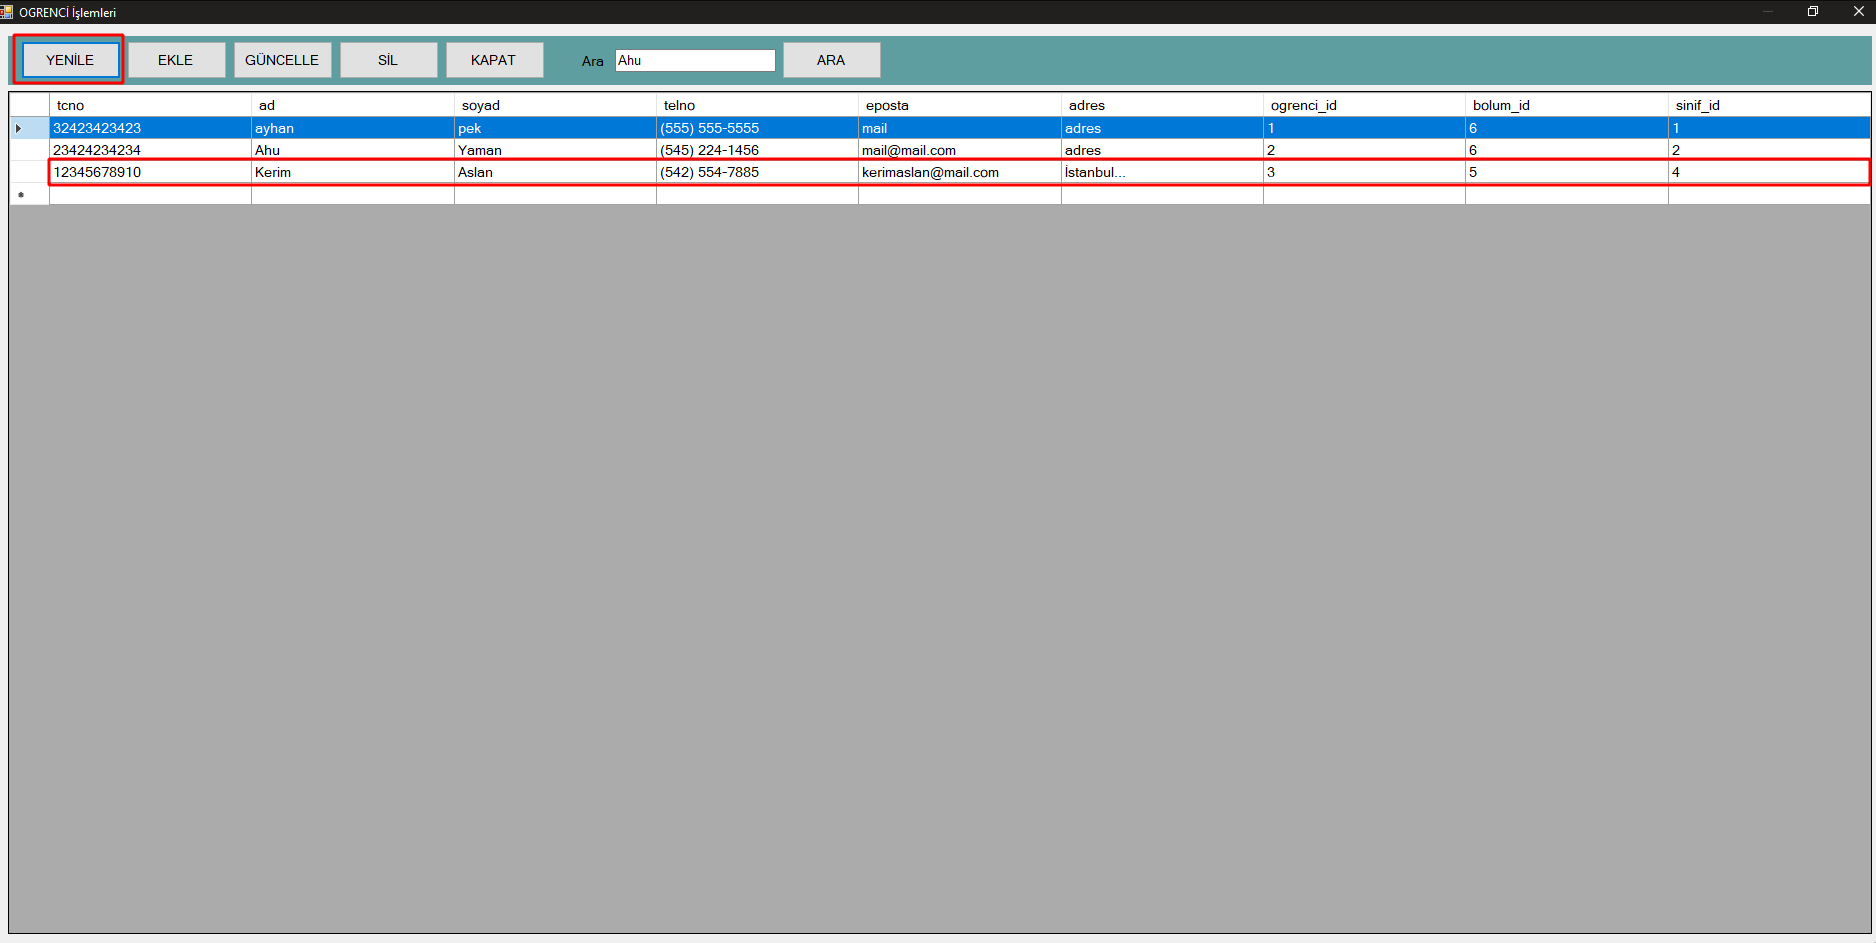 OGRENCİ İşlemleri
YENİLE EKLE GÜNCELLE SİL KAPAT Ara Ahu ARA
tcno ad soyad telno eposta adres ogrenci_id bolum_id sinif_id
32423423423 ayhan pek (555) 555-5555 mail adres 1 6 1
23424234234 Ahu Yaman (545) 224-1456 mail@mail.com adres 2 6 2
12345678910 Kerim Aslan (542) 554-7885 kerimaslan@mail.com İstanbul... 3 5 4